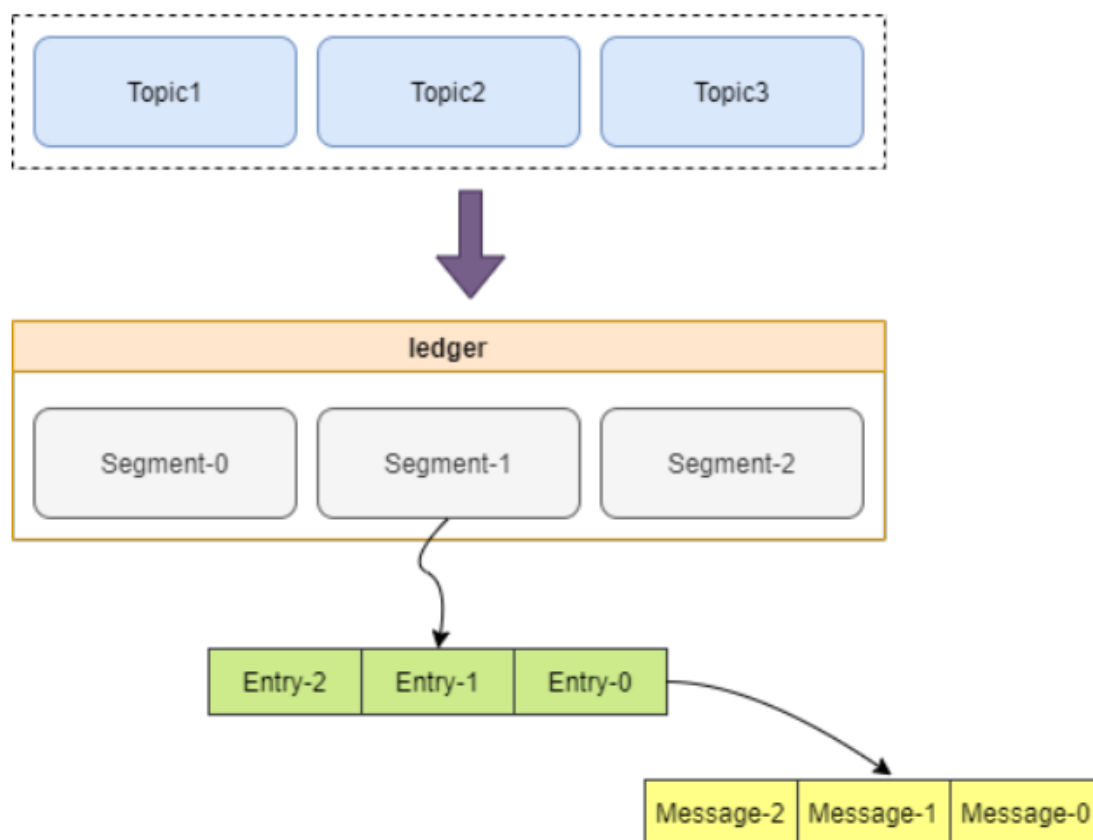 Topic1 Topic2 Topic3
ledger
Segment-0 Segment-1 Segment-2
Entry-2 Entry-1 Entry-0
Message-2 Message-1 Message-0